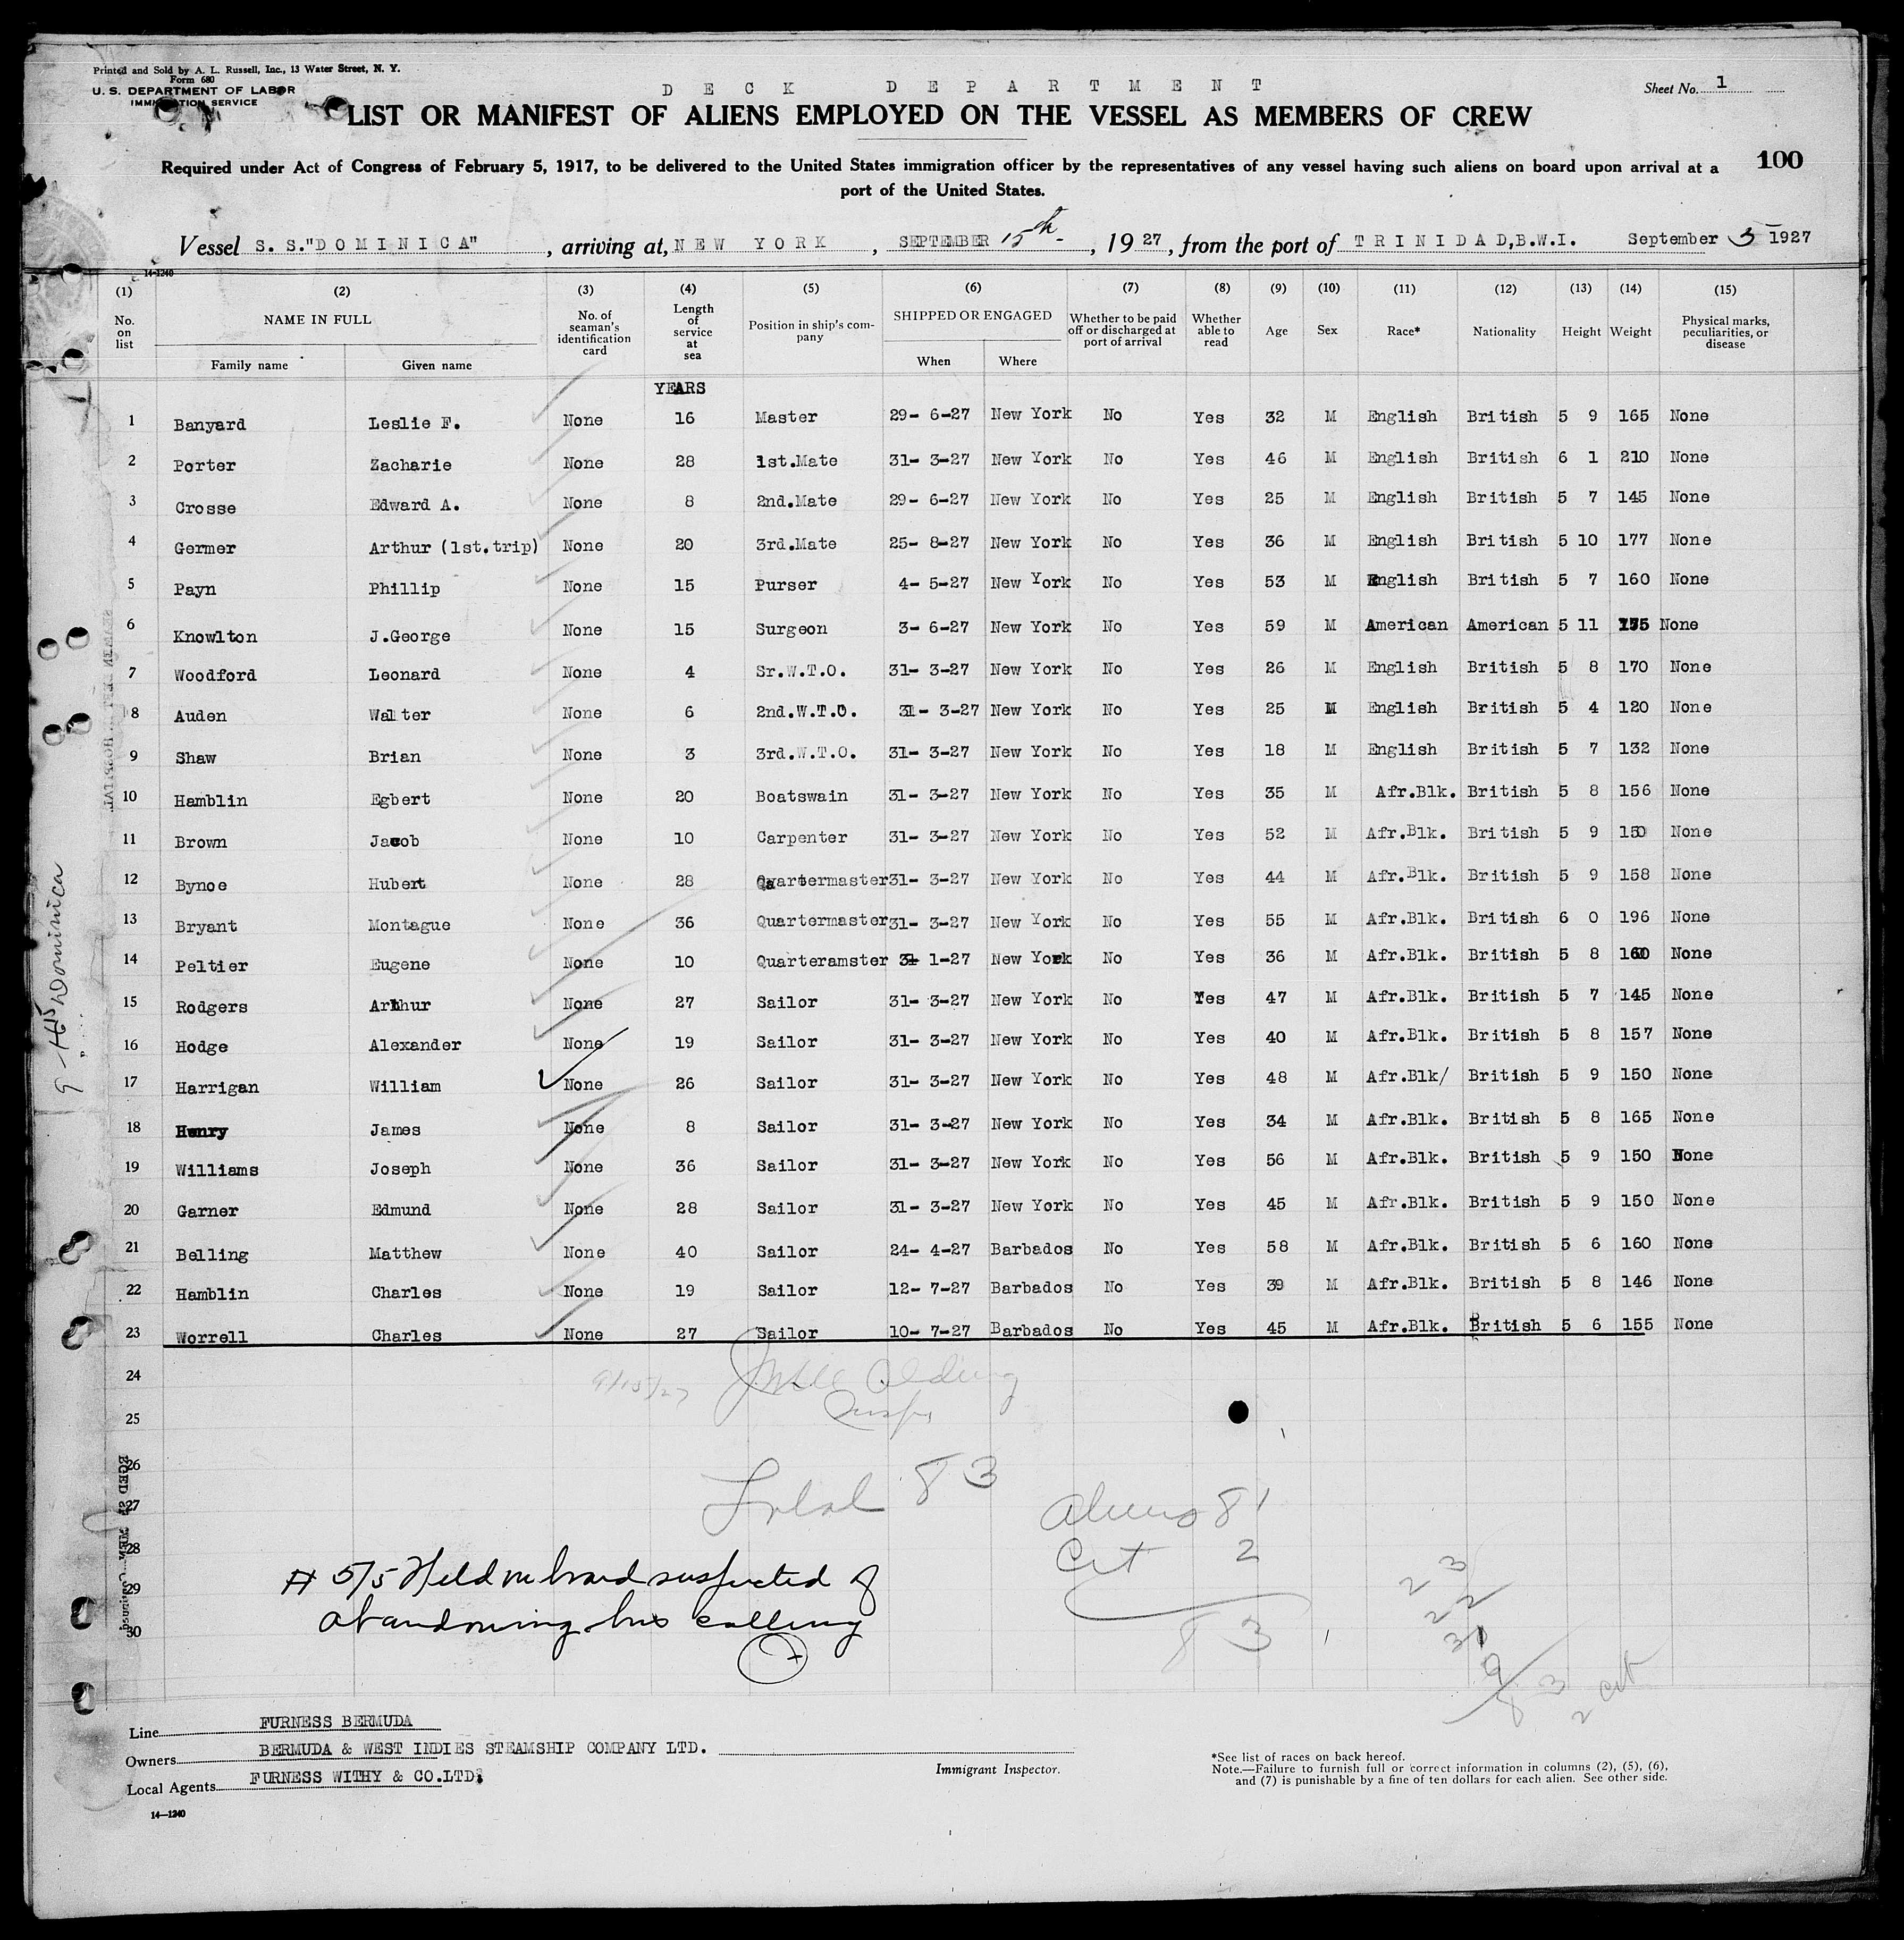 Printed and Sold by A. L. Russell, Inc., 13 Water Street, N. Y.
Form 680
U. S. DEPARTMENT OF LABOR
IMMIGRATION SERVICE
DECK DEPARTMENT
Sheet No. 1
LIST OR MANIFEST OF ALIENS EMPLOYED ON THE VESSEL AS MEMBERS OF CREW
100
Required under Act of Congress of February 5, 1917, to be delivered to the United States immigration officer by the representatives of any vessel having such aliens on board upon arrival at a
port of the United States.
Vessel S. S. "DOMINICA", arriving at, NEW YORK, SEPTEMBER 15th, 1927, from the port of TRINIDAD, B.W.I. September 5 1927
14-1240
(1) (2) (3) (4) (5) (6) (7) (8) (9) (10) (11) (12) (13) (14) (15)
No. on list NAME IN FULL Family name Given name No. of seaman's identification card Length of service at sea Position in ship's company SHIPPED OR ENGAGED When Where Whether to be paid off or discharged at port of arrival Whether able to read Age Sex Race* Nationality Height Weight Physical marks, peculiarities, or disease
YEARS
1 Banyard Leslie F. None 16 Master 29- 6-27 New York No Yes 32 M English British 5 9 165 None
2 Porter Zacharie None 28 1st.Mate 31- 3-27 New York No Yes 46 M English British 6 1 210 None
3 Crosse Edward A. None 8 2nd.Mate 29- 6-27 New York No Yes 25 M English British 5 7 145 None
4 Germer Arthur (1st.trip) None 20 3rd.Mate 25- 8-27 New York No Yes 36 M English British 5 10 177 None
5 Payn Phillip None 15 Purser 4- 5-27 New York No Yes 53 M English British 5 7 160 None
6 Knowlton J.George None 15 Surgeon 3- 6-27 New York No Yes 59 M American American 5 11 None
7 Woodford Leonard None 4 Sr.W.T.O. 31- 3-27 New York No Yes 26 M English British 5 8 170 None
8 Auden Walter None 6 2nd.W.T.O. 31- 3-27 New York No Yes 25 M English British 5 4 120 None
9 Shaw Brian None 3 3rd.W.T.O. 31- 3-27 New York No Yes 18 M English British 5 7 132 None
10 Hamblin Egbert None 20 Boatswain 31- 3-27 New York No Yes 35 M Afr.Blk. British 5 8 156 None
11 Brown Jacob None 10 Carpenter 31- 3-27 New York No Yes 52 M Afr.Blk. British 5 9 150 None
12 Bynoe Hubert None 28 Quartermaster 31- 3-27 New York No Yes 44 M Afr.Blk. British 5 9 158 None
13 Bryant Montague None 36 Quartermaster 31- 3-27 New York No Yes 55 M Afr.Blk. British 6 0 196 None
14 Peltier Eugene None 10 Quarteramster 31 1-27 New York No Yes 36 M Afr.Blk. British 5 8 160 None
15 Rodgers Arthur None 27 Sailor 31- 3-27 New York No Yes 47 M Afr.Blk. British 5 7 145 None
16 Hodge Alexander None 19 Sailor 31- 3-27 New York No Yes 40 M Afr.Blk. British 5 8 157 None
17 Harrigan William None 26 Sailor 31- 3-27 New York No Yes 48 M Afr.Blk/ British 5 9 150 None
18 Henry James None 8 Sailor 31- 3-27 New York No Yes 34 M Afr.Blk. British 5 8 165 None
19 Williams Joseph None 36 Sailor 31- 3-27 New York No Yes 56 M Afr.Blk. British 5 9 150 None
20 Garner Edmund None 28 Sailor 31- 3-27 New York No Yes 45 M Afr.Blk. British 5 9 150 None
21 Belling Matthew None 40 Sailor 24- 4-27 Barbados No Yes 58 M Afr.Blk. British 5 6 160 None
22 Hamblin Charles None 19 Sailor 12- 7-27 Barbados No Yes 39 M Afr.Blk. British 5 8 146 None
23 Worrell Charles None 27 Sailor 10- 7-27 Barbados No Yes 45 M Afr.Blk. British 5 6 155 None
24
9/15/27
25
26
Total 83
27
Aliens 81
28
Cit 2
29
# 5/5 Held on board suspected of
30
abandoning his calling
83
23
22
9
83
2 Cit
Dominica
Line FURNESS BERMUDA
Owners BERMUDA & WEST INDIES STEAMSHIP COMPANY LTD.
Local Agents FURNESS WITHY & CO.LTD.
Immigrant Inspector.
*See list of races on back hereof.
Note.—Failure to furnish full or correct information in columns (2), (5), (6),
and (7) is punishable by a fine of ten dollars for each alien. See other side.
14—1240